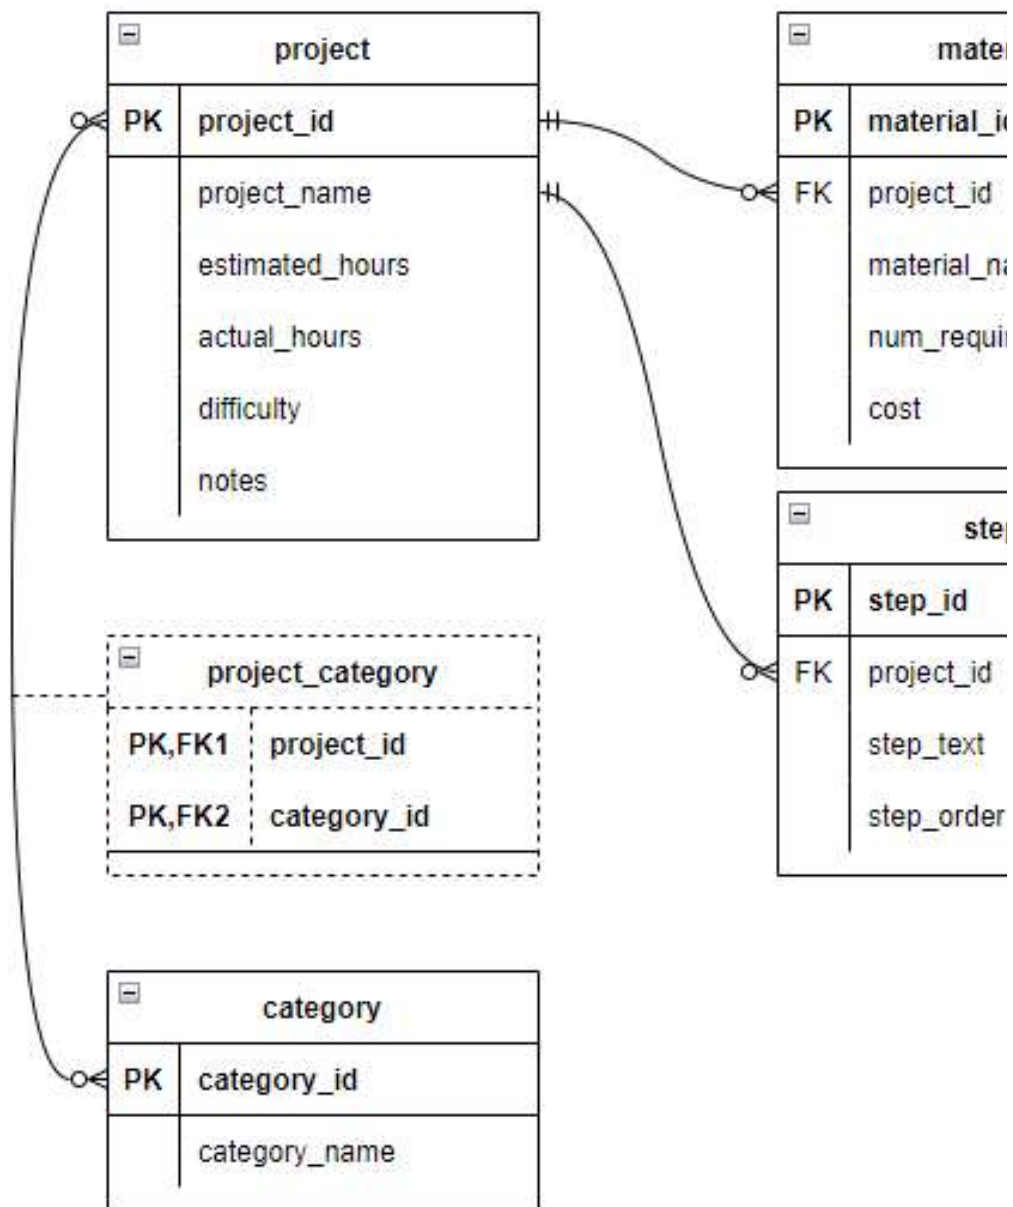 project
PK project_id
project_name
estimated_hours
actual_hours
difficulty
notes
PK
FK project_id
cost
PK step_id
FK project_id
step_text
step_order
project_category
PK,FK1 project_id
PK,FK2 category_id
category
PK category_id
category_name